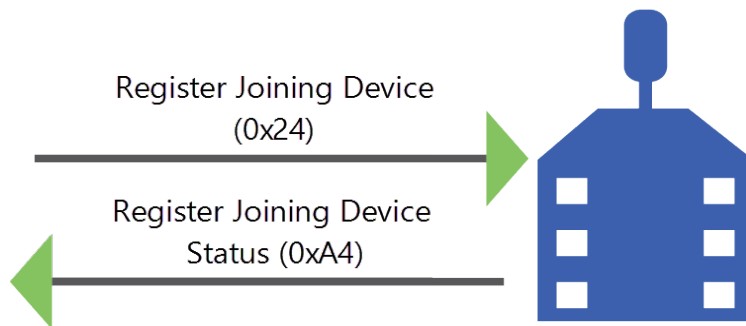 Register Joining Device
(0x24)
Register Joining Device
Status (0xA4)